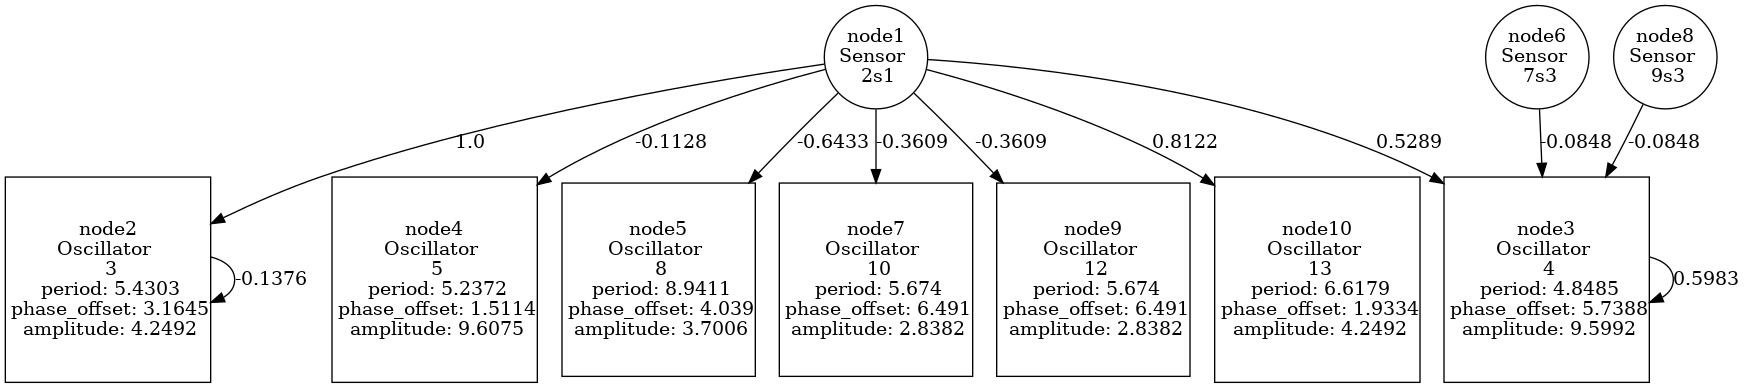 node1
Sensor
2s1
node6
Sensor
7s3
node8
Sensor
9s3
1.0
-0.1128
-0.6433
-0.3609
-0.3609
0.8122
0.5289
-0.0848
-0.0848
node2
Oscillator
3
period: 5.4303
phase_offset: 3.1645
amplitude: 4.2492
-0.1376
node4
Oscillator
5
period: 5.2372
phase_offset: 1.5114
amplitude: 9.6075
node5
Oscillator
8
period: 8.9411
phase_offset: 4.039
amplitude: 3.7006
node7
Oscillator
10
period: 5.674
phase_offset: 6.491
amplitude: 2.8382
node9
Oscillator
12
period: 5.674
phase_offset: 6.491
amplitude: 2.8382
node10
Oscillator
13
period: 6.6179
phase_offset: 1.9334
amplitude: 4.2492
node3
Oscillator
4
period: 4.8485
phase_offset: 5.7388
amplitude: 9.5992
0.5983